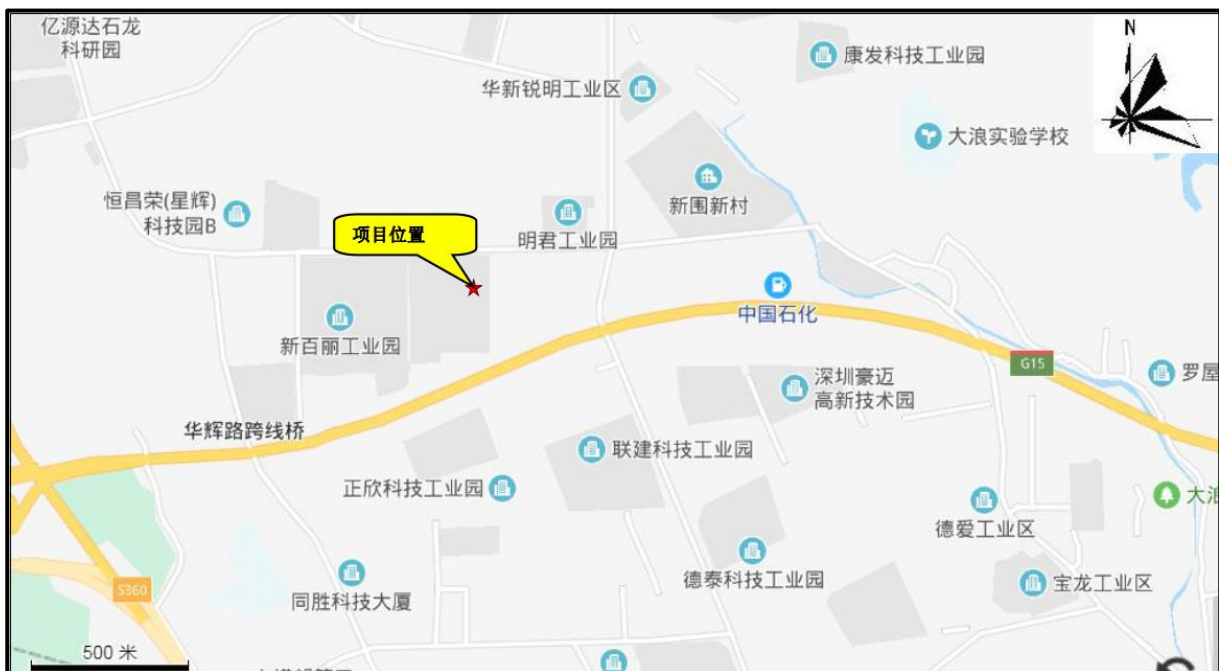 亿源达石龙
科研园
N
康发科技工业园
华新锐明工业区
大浪实验学校
恒昌荣(星辉)
科技园B
新围新村
项目位置
明君工业园
中国石化
新百丽工业园
G15
罗屋
深圳豪迈
高新技术园
华辉路跨线桥
联建科技工业园
正欣科技工业园
大浪
德爱工业区
德泰科技工业园
宝龙工业区
S360
同胜科技大厦
500 米